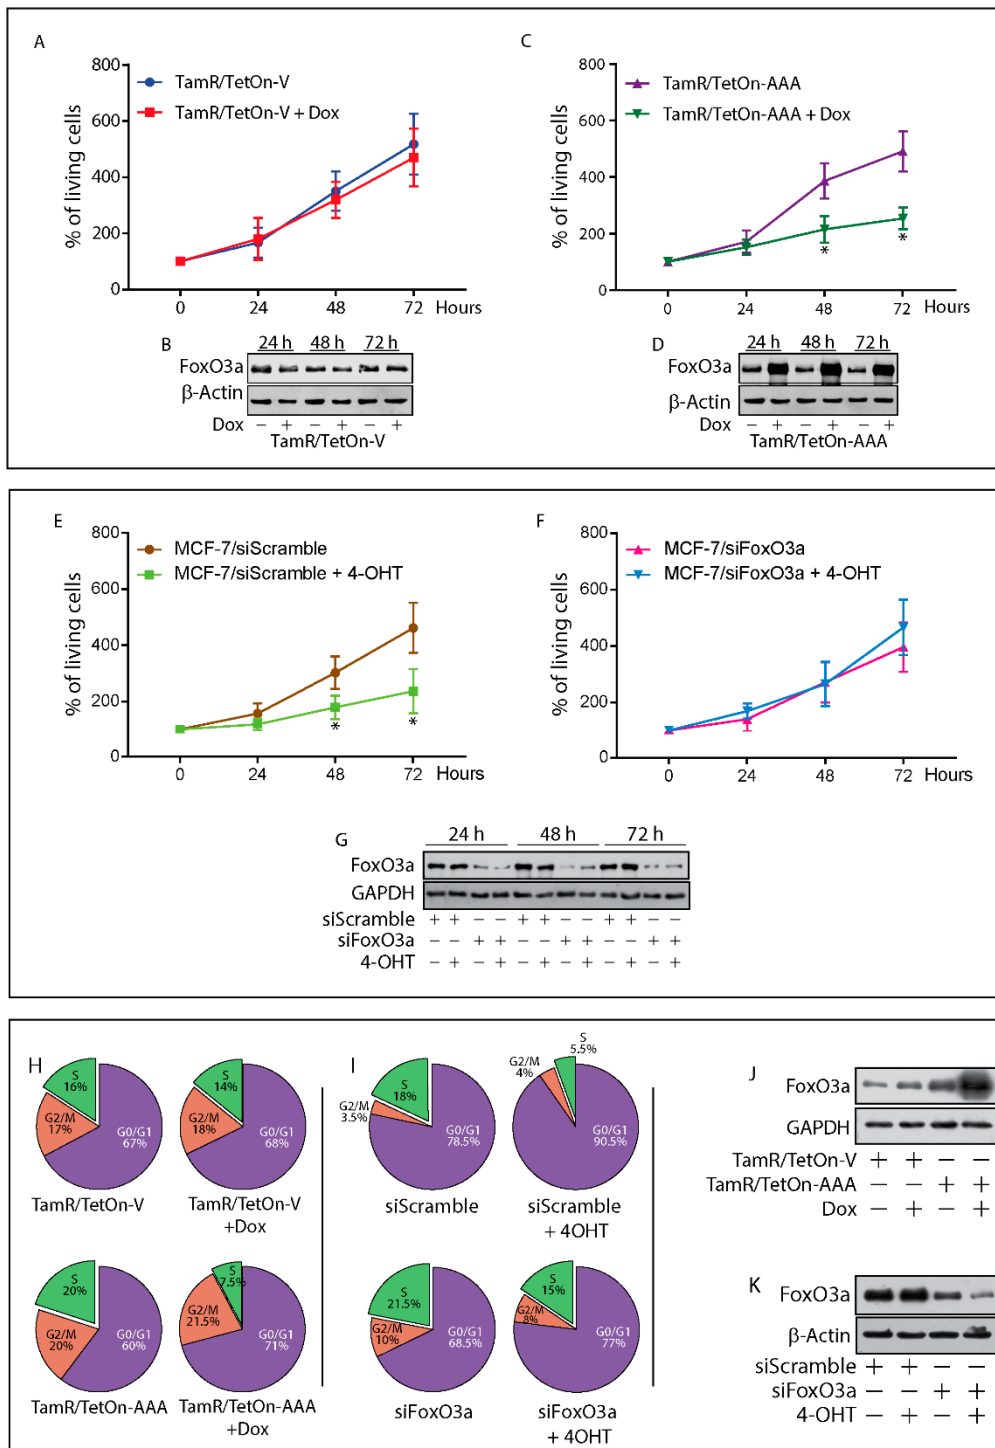 A
800
600
400
200
0
% of living cells
TamR/TetOn-V
TamR/TetOn-V + Dox
0 24 48 72 Hours
B
24 h 48 h 72 h
FoxO3a
β-Actin
Dox − + − + − +
TamR/TetOn-V
C
800
600
400
200
0
% of living cells
TamR/TetOn-AAA
TamR/TetOn-AAA + Dox
* *
0 24 48 72 Hours
D
24 h 48 h 72 h
FoxO3a
β-Actin
Dox − + − + − +
TamR/TetOn-AAA
E
800
600
400
200
0
% of living cells
MCF-7/siScramble
MCF-7/siScramble + 4-OHT
* *
0 24 48 72 Hours
F
800
600
400
200
0
% of living cells
MCF-7/siFoxO3a
MCF-7/siFoxO3a + 4-OHT
0 24 48 72 Hours
G
24 h 48 h 72 h
FoxO3a
GAPDH
siScramble + + − − + + − − + + − −
siFoxO3a − − + + − − + + − − + +
4-OHT − + − + − + − + − + − +
H
S
16%
G2/M
17%
G0/G1
67%
TamR/TetOn-V
S
14%
G2/M
18%
G0/G1
68%
TamR/TetOn-V
+Dox
S
20%
G2/M
20%
G0/G1
60%
TamR/TetOn-AAA
S
7.5%
G2/M
21.5%
G0/G1
71%
TamR/TetOn-AAA
+Dox
I
S
18%
G2/M
3.5%
G0/G1
78.5%
siScramble
S
5.5%
G2/M
4%
G0/G1
90.5%
siScramble
+ 4OHT
S
21.5%
G2/M
10%
G0/G1
68.5%
siFoxO3a
S
15%
G2/M
8%
G0/G1
77%
siFoxO3a
+ 4OHT
J
FoxO3a
GAPDH
TamR/TetOn-V + + − −
TamR/TetOn-AAA − − + +
Dox − + − +
K
FoxO3a
β-Actin
siScramble + + − −
siFoxO3a − − + +
4-OHT − + − +